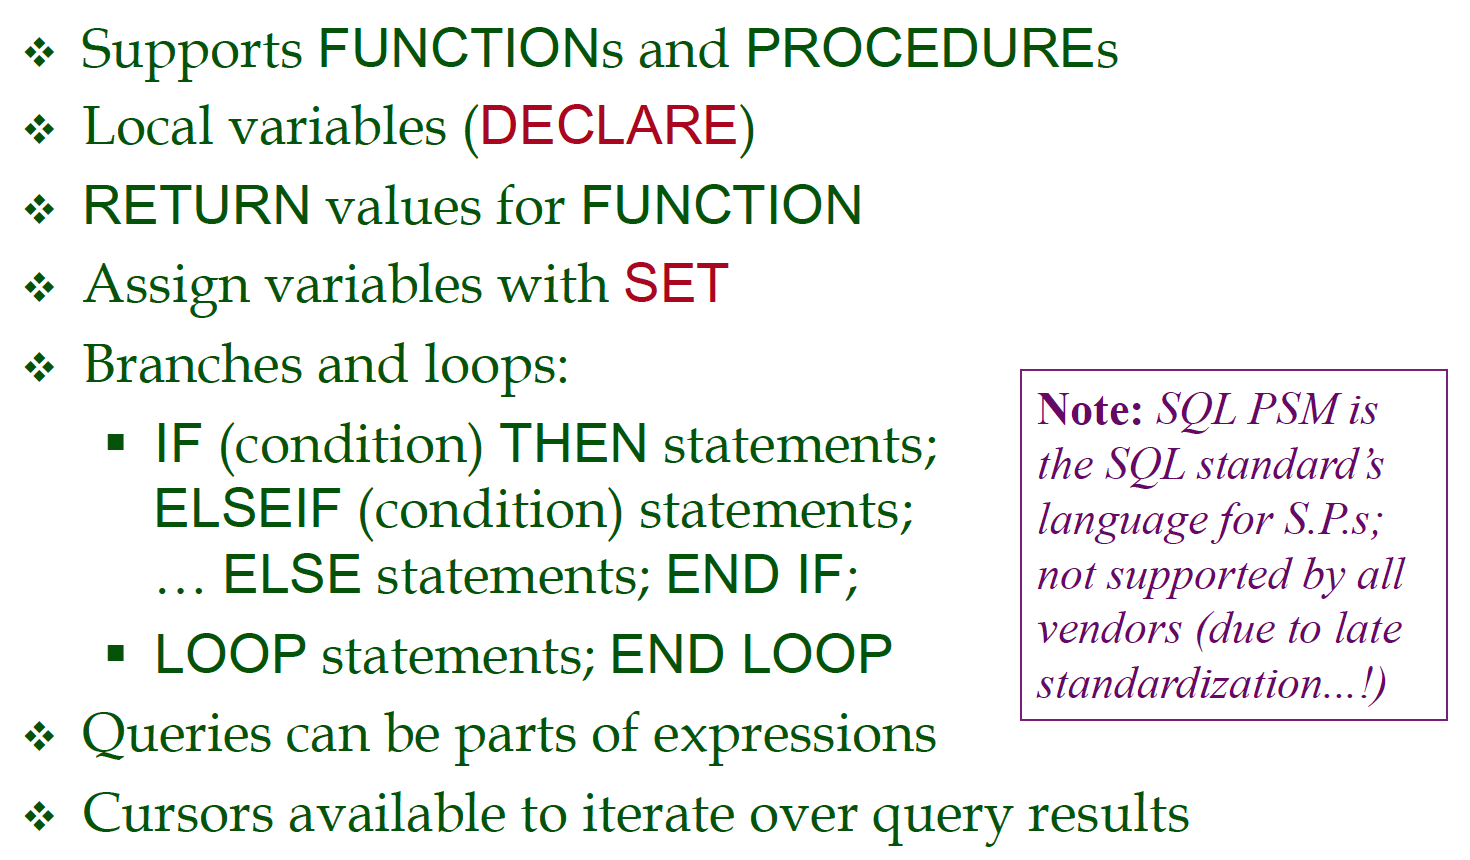 ❖ Supports FUNCTIONs and PROCEDUREs
❖ Local variables (DECLARE)
❖ RETURN values for FUNCTION
❖ Assign variables with SET
❖ Branches and loops:
▪ IF (condition) THEN statements;
ELSEIF (condition) statements;
… ELSE statements; END IF;
▪ LOOP statements; END LOOP
❖ Queries can be parts of expressions
❖ Cursors available to iterate over query results
Note: SQL PSM is
the SQL standard’s
language for S.P.s;
not supported by all
vendors (due to late
standardization...!)